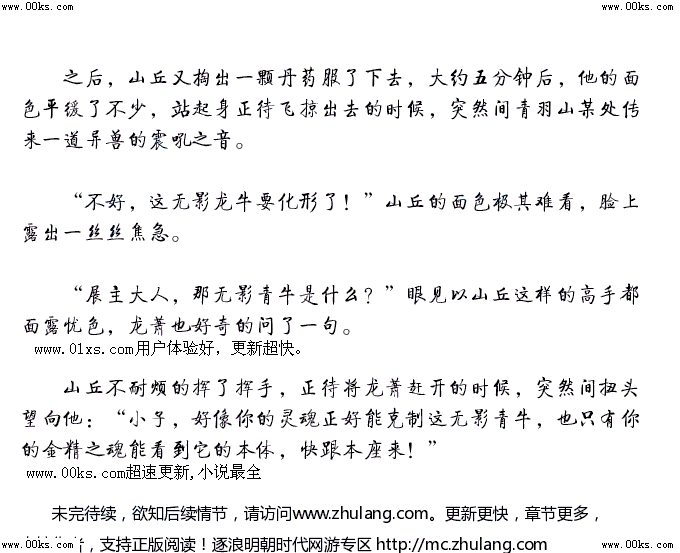 www.00ks.com www.00ks.com
之后，山丘又掏出一颗丹药服了下去，大约五分钟后，他的面
色平缓了不少，站起身正待飞掠出去的时候，突然间青羽山某处传
来一道异兽的震吼之音。
“不好，这无影龙牛要化形了！”山丘的面色极其难看，脸上
露出一丝丝焦急。
“展主大人，那无影青牛是什么？”眼见以山丘这样的高手都
面露忧色，龙萧也好奇的问了一句。
www.01xs.com用户体验好，更新超快。
山丘不耐烦的挥了挥手，正待将龙萧赶开的时候，突然间扭头
望向他：“小子，好像你的灵魂正好能克制这无影青牛，也只有你
的金精之魂能看到它的本体，快跟本座来！”
www.00ks.com超速更新,小说最全
未完待续，欲知后续情节，请访问www.zhulang.com。更新更快，章节更多，
，支持正版阅读！逐浪明朝时代网游专区 http://mc.zhulang.com
www.00ks.com www.00ks.com